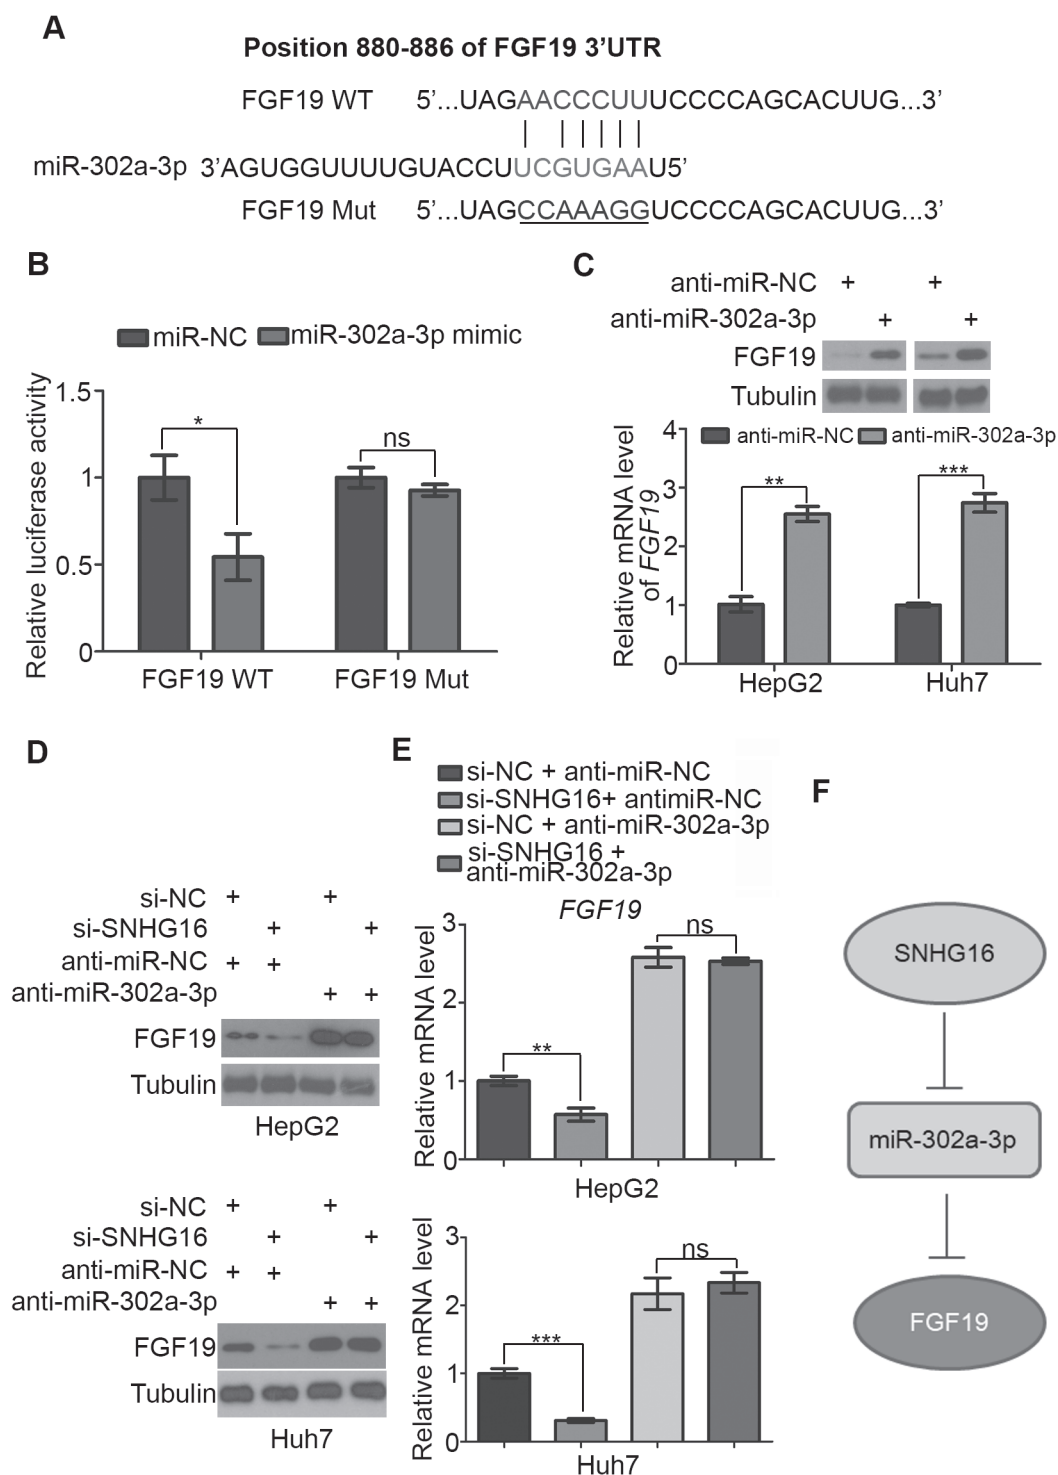 A
Position 880-886 of FGF19 3’UTR
FGF19 WT 5’...UAGAACCCUUUCCCCAGCACUUG...3’
miR-302a-3p 3’AGUGGUUUUGUACCUUCGUGAAU5’
FGF19 Mut 5’...UAGCCAAAGGUCCCCAGCACUUG...3’
B
miR-NC miR-302a-3p mimic
Relative luciferase activity
1.5
1
0.5
0
* ns
FGF19 WT FGF19 Mut
C
anti-miR-NC + +
anti-miR-302a-3p + +
FGF19
Tubulin
anti-miR-NC anti-miR-302a-3p
Relative mRNA level
of FGF19
4
3
2
1
0
** ***
HepG2 Huh7
D
si-NC + +
si-SNHG16 + +
anti-miR-NC + +
anti-miR-302a-3p + +
FGF19
Tubulin
HepG2
si-NC + +
si-SNHG16 + +
anti-miR-NC + +
anti-miR-302a-3p + +
FGF19
Tubulin
Huh7
E
si-NC + anti-miR-NC
si-SNHG16+ antimiR-NC
si-NC + anti-miR-302a-3p
si-SNHG16 +
anti-miR-302a-3p
FGF19
Relative mRNA level
3
2
1
0
** ns
HepG2
Relative mRNA level
3
2
1
0
*** ns
Huh7
F
SNHG16
miR-302a-3p
FGF19